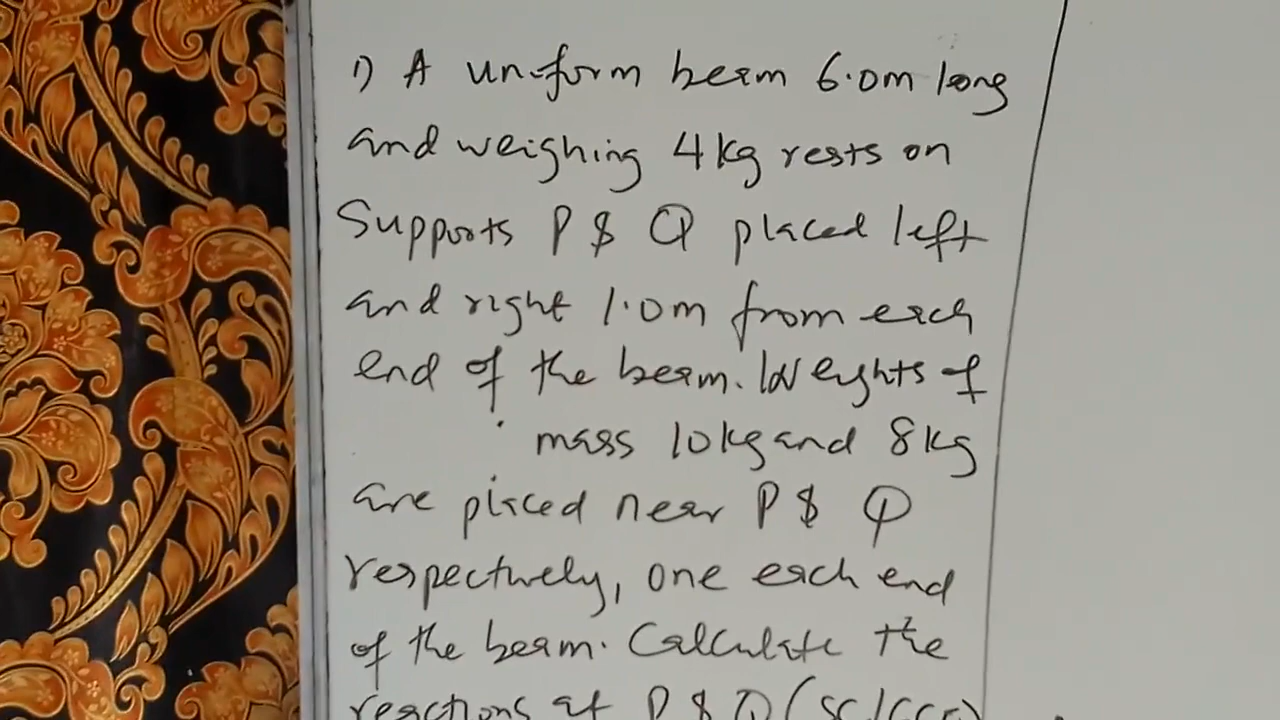 1) A uniform beam 6.0m long
and weighing 4kg rests on
Supports P & Q placed left
and right 1.0m from each
end of the beam. Weights of
mass 10kg and 8kg
are placed near P & Q
respectively, one each end
of the beam. Calculate the
reactions at P & Q